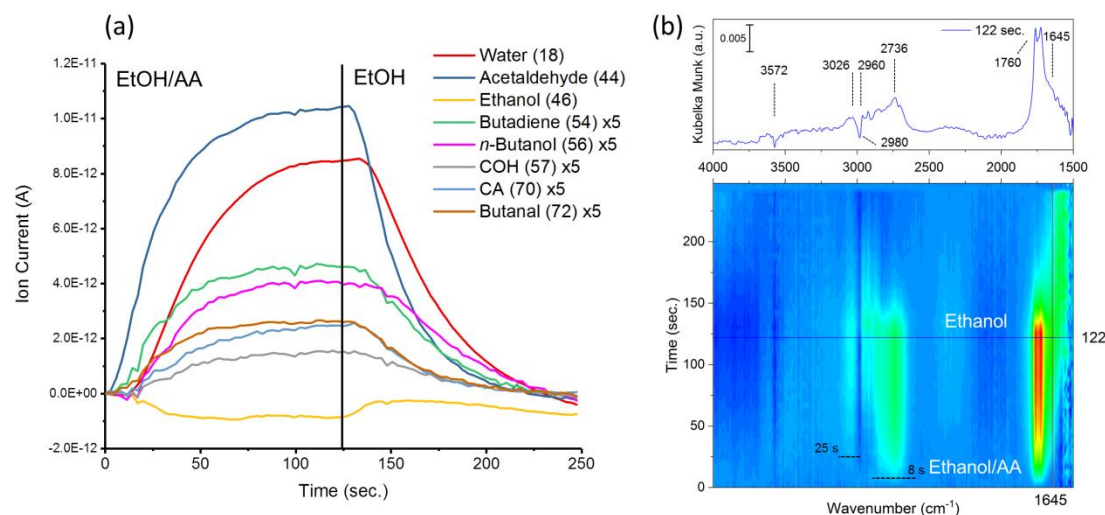 (a)
EtOH/AA
EtOH
Water (18)
Acetaldehyde (44)
Ethanol (46)
Butadiene (54) x5
n-Butanol (56) x5
COH (57) x5
CA (70) x5
Butanal (72) x5
Ion Current (A)
1.2E-11
1.0E-11
8.0E-12
6.0E-12
4.0E-12
2.0E-12
0.0E+00
-2.0E-12
0 50 100 150 200 250
Time (sec.)
(b)
Kubelka Munk (a.u.)
0.005
122 sec.
3572
3026
2960
2736
2980
1760
1645
4000 3500 3000 2500 2000 1500
Time (sec.)
200
150
100
50
0
Ethanol
122
25 s
8 s
Ethanol/AA
Wavenumber (cm-1)
1645